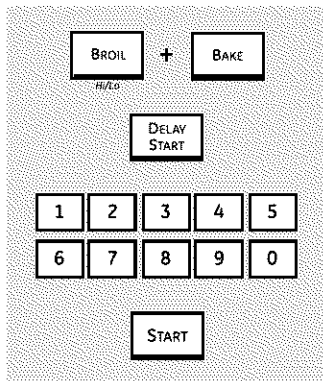 BROIL + BAKE
Hi/Lo
DELAY
START
1 2 3 4 5
6 7 8 9 0
START